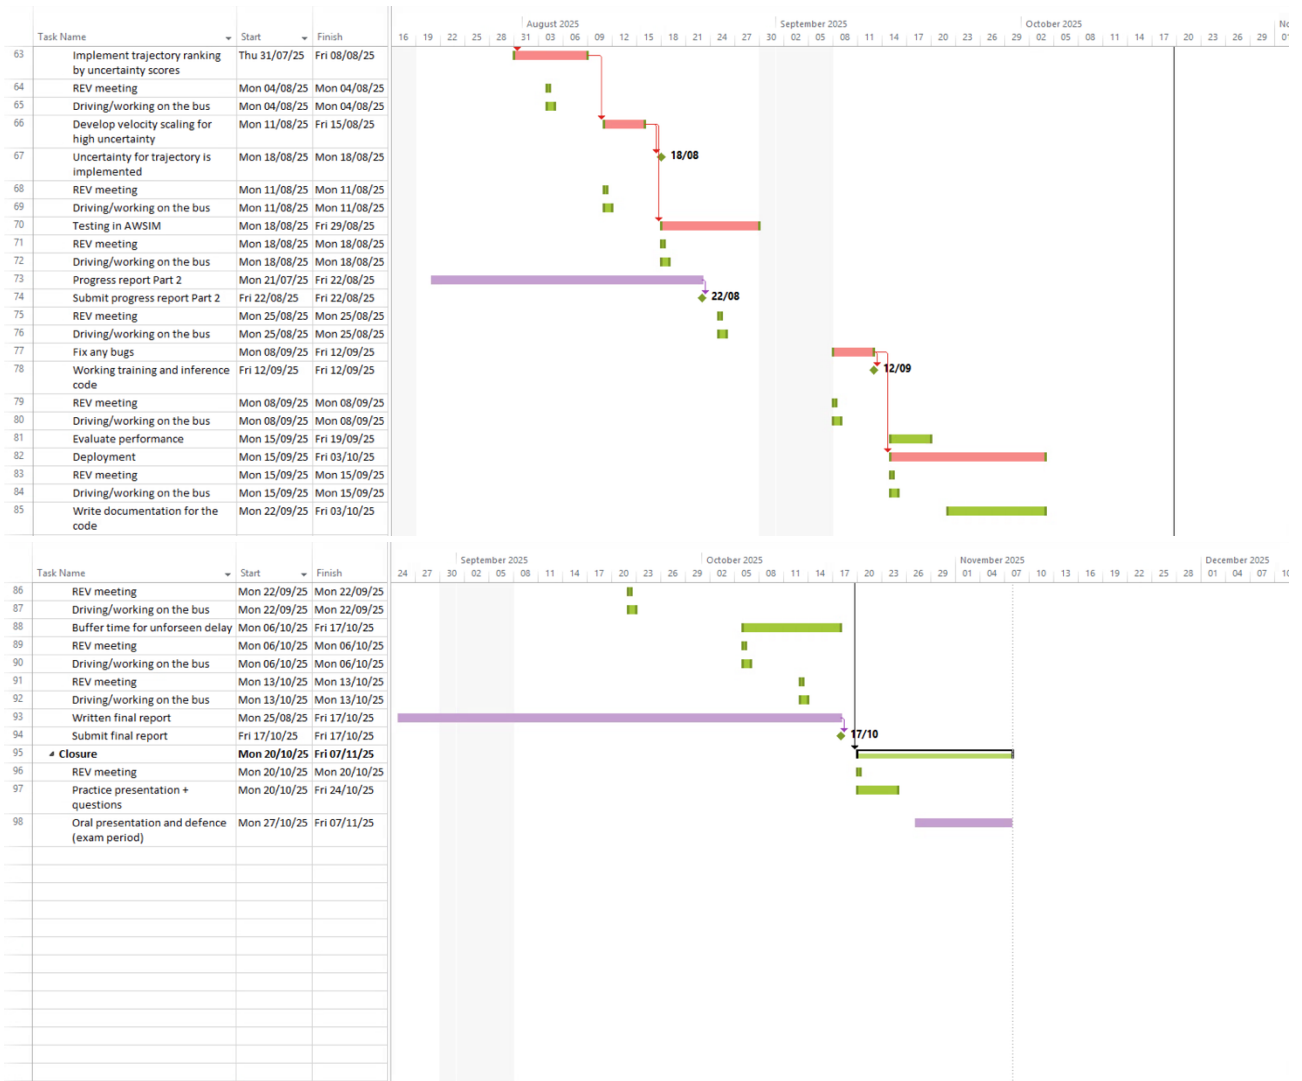 August 2025 September 2025 October 2025 No
Task Name Start Finish 16 19 22 25 28 31 03 06 09 12 15 18 21 24 27 30 02 05 08 11 14 17 20 23 26 29 02 05 08 11 14 17 20 23 26 29 01
63 Implement trajectory ranking Thu 31/07/25 Fri 08/08/25
by uncertainty scores
64 REV meeting Mon 04/08/25 Mon 04/08/25
65 Driving/working on the bus Mon 04/08/25 Mon 04/08/25
66 Develop velocity scaling for Mon 11/08/25 Fri 15/08/25
high uncertainty
67 Uncertainty for trajectory is Mon 18/08/25 Mon 18/08/25 18/08
implemented
68 REV meeting Mon 11/08/25 Mon 11/08/25
69 Driving/working on the bus Mon 11/08/25 Mon 11/08/25
70 Testing in AWSIM Mon 18/08/25 Fri 29/08/25
71 REV meeting Mon 18/08/25 Mon 18/08/25
72 Driving/working on the bus Mon 18/08/25 Mon 18/08/25
73 Progress report Part 2 Mon 21/07/25 Fri 22/08/25
74 Submit progress report Part 2 Fri 22/08/25 Fri 22/08/25 22/08
75 REV meeting Mon 25/08/25 Mon 25/08/25
76 Driving/working on the bus Mon 25/08/25 Mon 25/08/25
77 Fix any bugs Mon 08/09/25 Fri 12/09/25
78 Working training and inference Fri 12/09/25 Fri 12/09/25 12/09
code
79 REV meeting Mon 08/09/25 Mon 08/09/25
80 Driving/working on the bus Mon 08/09/25 Mon 08/09/25
81 Evaluate performance Mon 15/09/25 Fri 19/09/25
82 Deployment Mon 15/09/25 Fri 03/10/25
83 REV meeting Mon 15/09/25 Mon 15/09/25
84 Driving/working on the bus Mon 15/09/25 Mon 15/09/25
85 Write documentation for the Mon 22/09/25 Fri 03/10/25
code
September 2025 October 2025 November 2025 December 2025
Task Name Start Finish 24 27 30 02 05 08 11 14 17 20 23 26 29 02 05 08 11 14 17 20 23 26 29 01 04 07 10 13 16 19 22 25 28 01 04 07 10
86 REV meeting Mon 22/09/25 Mon 22/09/25
87 Driving/working on the bus Mon 22/09/25 Mon 22/09/25
88 Buffer time for unforseen delay Mon 06/10/25 Fri 17/10/25
89 REV meeting Mon 06/10/25 Mon 06/10/25
90 Driving/working on the bus Mon 06/10/25 Mon 06/10/25
91 REV meeting Mon 13/10/25 Mon 13/10/25
92 Driving/working on the bus Mon 13/10/25 Mon 13/10/25
93 Written final report Mon 25/08/25 Fri 17/10/25
94 Submit final report Fri 17/10/25 Fri 17/10/25 17/10
95 Closure Mon 20/10/25 Fri 07/11/25
96 REV meeting Mon 20/10/25 Mon 20/10/25
97 Practice presentation + Mon 20/10/25 Fri 24/10/25
questions
98 Oral presentation and defence Mon 27/10/25 Fri 07/11/25
(exam period)